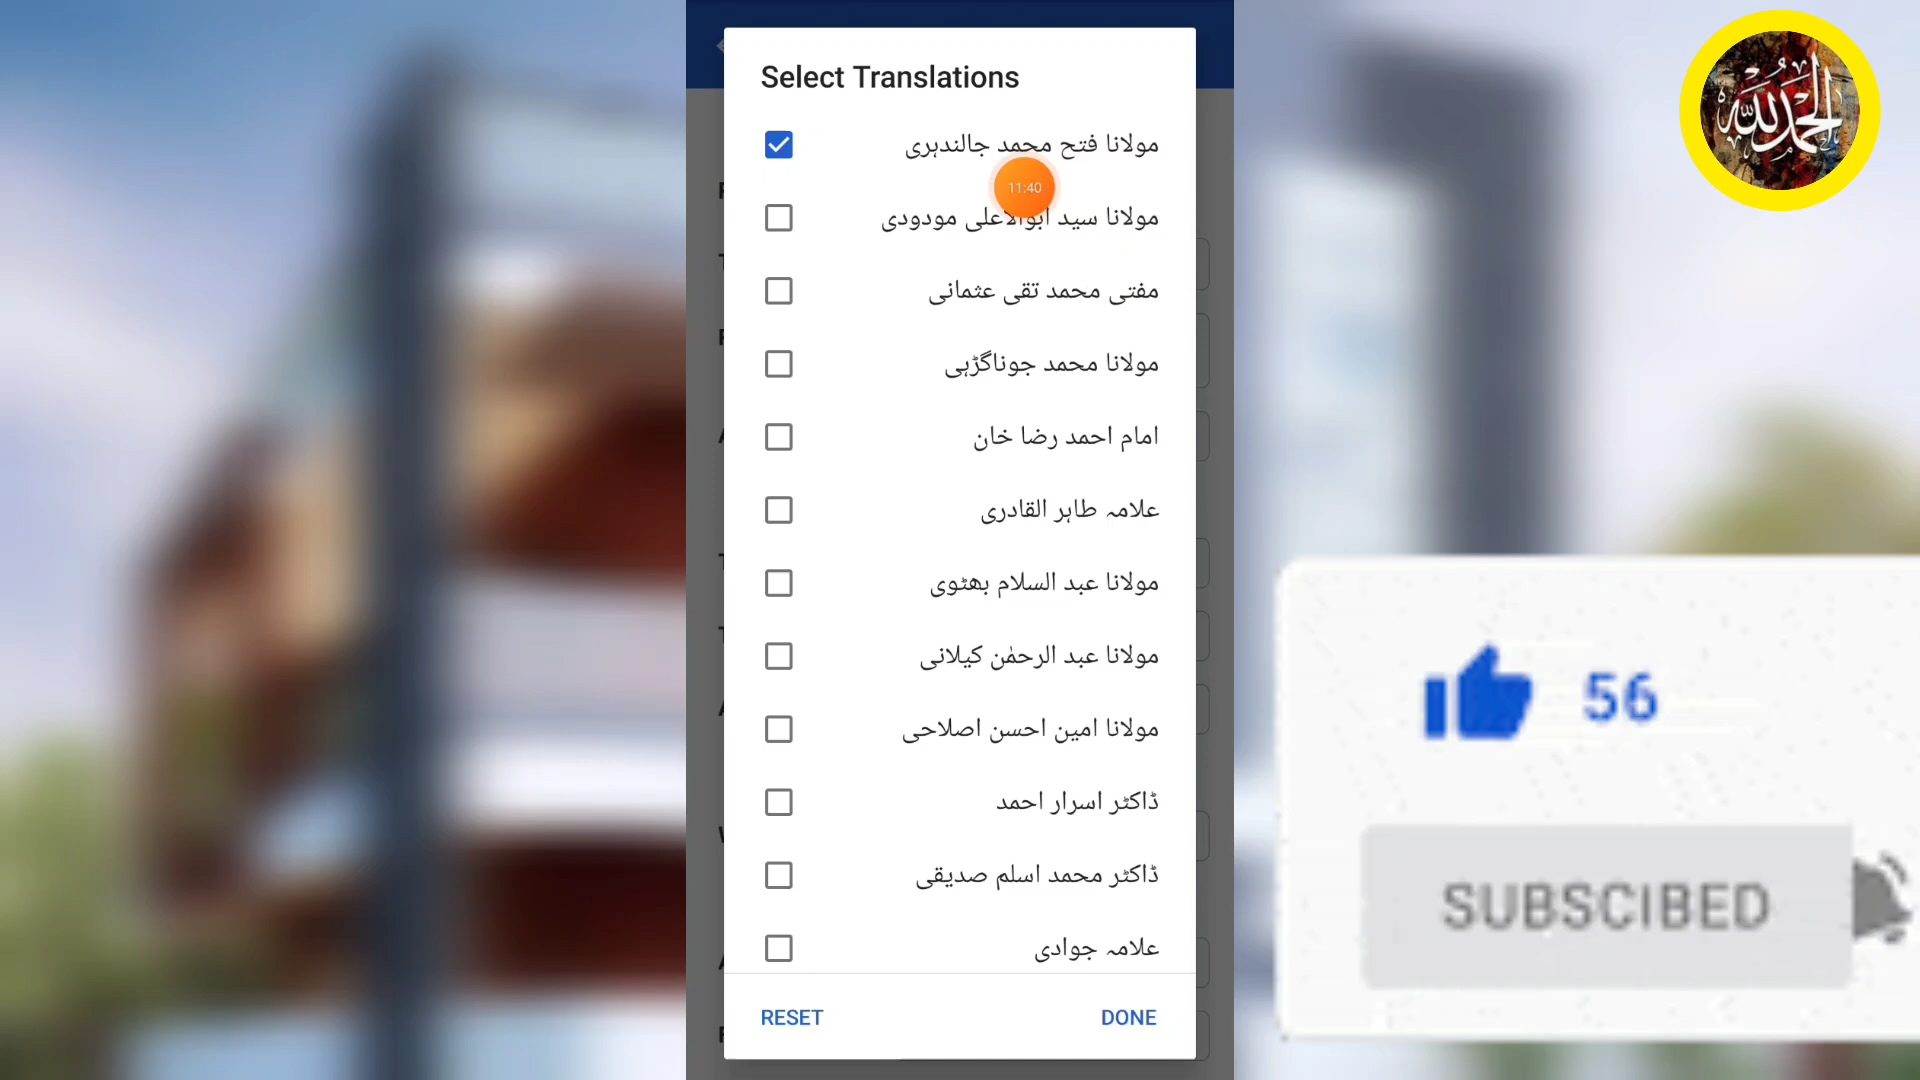 Select Translations
مولانا فتح محمد جالندہری
11:40
مولانا سید ابوالاعلی مودودی
مفتی محمد تقی عثمانی
مولانا محمد جوناگڑہی
امام احمد رضا خان
علامہ طاہر القادری
مولانا عبد السلام بھٹوی
مولانا عبد الرحمٰن کیلانی
مولانا امین احسن اصلاحی
ڈاکٹر اسرار احمد
ڈاکٹر محمد اسلم صدیقی
علامہ جوادی
RESET
DONE
الحمدللہ
56
SUBSCIBED